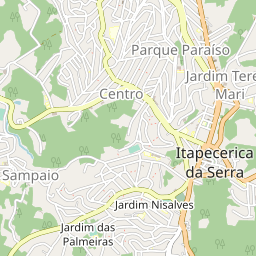 Parque Paraíso
Jardim Tere
Mari
Centro
Itapecerica
da Serra
Sampaio
Jardim Nisalves
Jardim das
Palmeiras